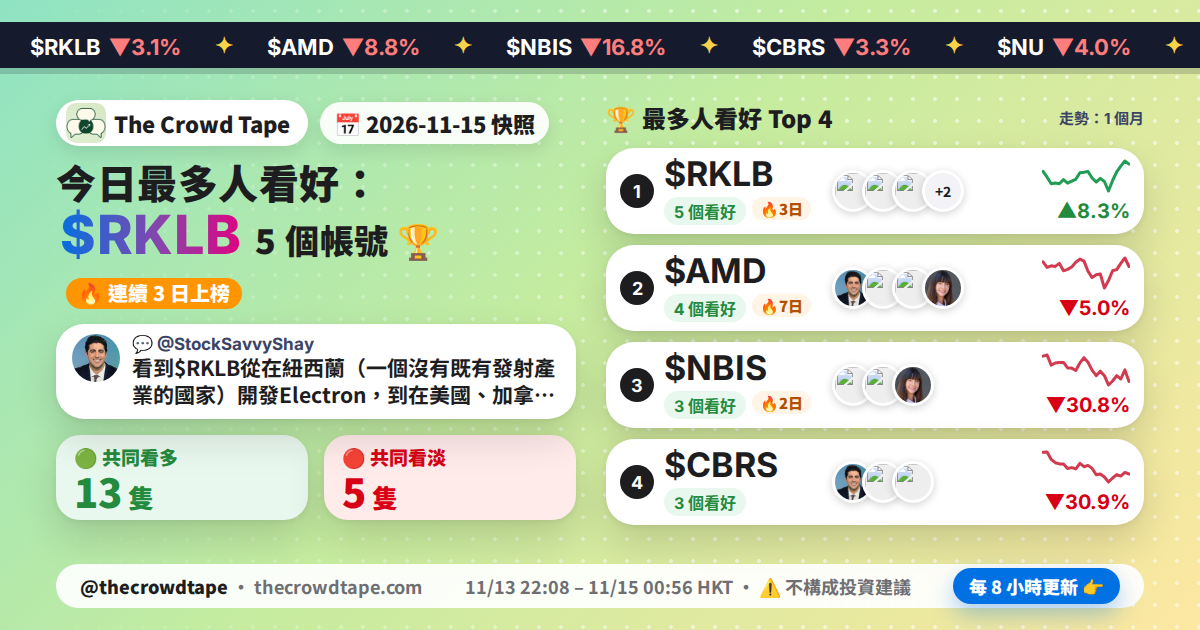 $RKLB ▼3.1% ✦ $AMD ▼8.8% ✦ $NBIS ▼16.8% ✦ $CBRS ▼3.3% ✦ $NU ▼4.0% ✦
The Crowd Tape
📅 2026-11-15 快照
今日最多人看好：
$RKLB 5 個帳號 🏆
🔥 連續 3 日上榜
💬 @StockSavvyShay
看到$RKLB從在紐西蘭（一個沒有既有發射產
業的國家）開發Electron，到在美國、加拿⋯
🟢 共同看多
13 隻
🔴 共同看淡
5 隻
🏆 最多人看好 Top 4
走勢：1個月
1 $RKLB
5 個看好 🔥3日
+2
▲8.3%
2 $AMD
4 個看好 🔥7日
▼5.0%
3 $NBIS
3 個看好 🔥2日
▼30.8%
4 $CBRS
3 個看好
▼30.9%
@thecrowdtape · thecrowdtape.com
11/13 22:08 – 11/15 00:56 HKT · ⚠️ 不構成投資建議
每 8 小時更新 👉